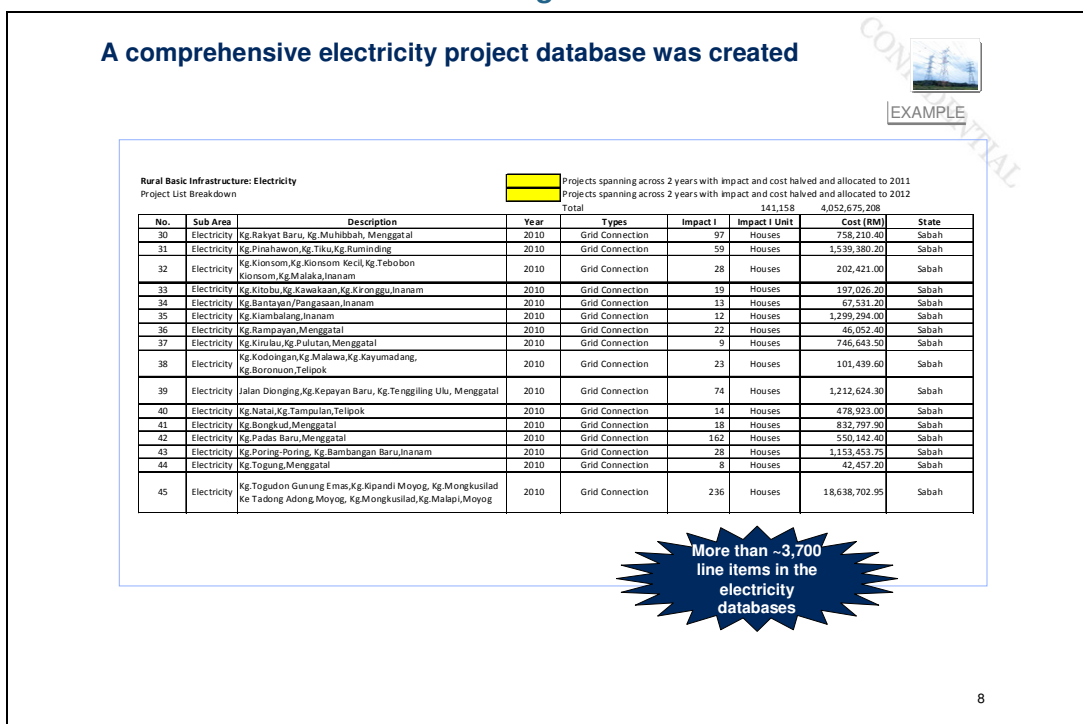 A comprehensive electricity project database was created
CONFIDENTIAL
EXAMPLE
Rural Basic Infrastructure: Electricity
Projects spanning across 2 years with impact and cost halved and allocated to 2011
Project List Breakdown
Projects spanning across 2 years with impact and cost halved and allocated to 2012
Total 141,158 4,052,675,208
No. Sub Area Description Year Types Impact I Impact I Unit Cost (RM) State
30 Electricity Kg.Rakyat Baru, Kg.Muhibbah, Menggatal 2010 Grid Connection 97 Houses 758,210.40 Sabah
31 Electricity Kg.Pinahawon,Kg.Tiku,Kg.Ruminding 2010 Grid Connection 59 Houses 1,539,380.20 Sabah
32 Electricity Kg.Kionsom,Kg.Kionsom Kecil,Kg.Tebobon
Kionsom,Kg.Malaka,Inanam 2010 Grid Connection 28 Houses 202,421.00 Sabah
33 Electricity Kg.Kitobu,Kg.Kawakaan,Kg.Kironggu,Inanam 2010 Grid Connection 19 Houses 197,026.20 Sabah
34 Electricity Kg.Bantayan/Pangasaan,Inanam 2010 Grid Connection 13 Houses 67,531.20 Sabah
35 Electricity Kg.Kiambalang,Inanam 2010 Grid Connection 12 Houses 1,299,294.00 Sabah
36 Electricity Kg.Rampayan,Menggatal 2010 Grid Connection 22 Houses 46,052.40 Sabah
37 Electricity Kg.Kirulau,Kg.Pulutan,Menggatal 2010 Grid Connection 9 Houses 746,643.50 Sabah
38 Electricity Kg.Kodoingan,Kg.Malawa,Kg.Kayumadang,
Kg.Boronuon,Telipok 2010 Grid Connection 23 Houses 101,439.60 Sabah
39 Electricity Jalan Dionging,Kg.Kepayan Baru, Kg.Tenggiling Ulu, Menggatal 2010 Grid Connection 74 Houses 1,212,624.30 Sabah
40 Electricity Kg.Natai,Kg.Tampulan,Telipok 2010 Grid Connection 14 Houses 478,923.00 Sabah
41 Electricity Kg.Bongkud,Menggatal 2010 Grid Connection 18 Houses 832,797.90 Sabah
42 Electricity Kg.Padas Baru,Menggatal 2010 Grid Connection 162 Houses 550,142.40 Sabah
43 Electricity Kg.Poring-Poring, Kg.Bambangan Baru,Inanam 2010 Grid Connection 28 Houses 1,153,453.75 Sabah
44 Electricity Kg.Togung,Menggatal 2010 Grid Connection 8 Houses 42,457.20 Sabah
45 Electricity Kg.Togudon Gunung Emas,Kg.Kipandi Moyog, Kg.Mongkusilad
Ke Tadong Adong,Moyog, Kg.Mongkusilad,Kg.Malapi,Moyog 2010 Grid Connection 236 Houses 18,638,702.95 Sabah
More than ~3,700
line items in the
electricity
databases
8